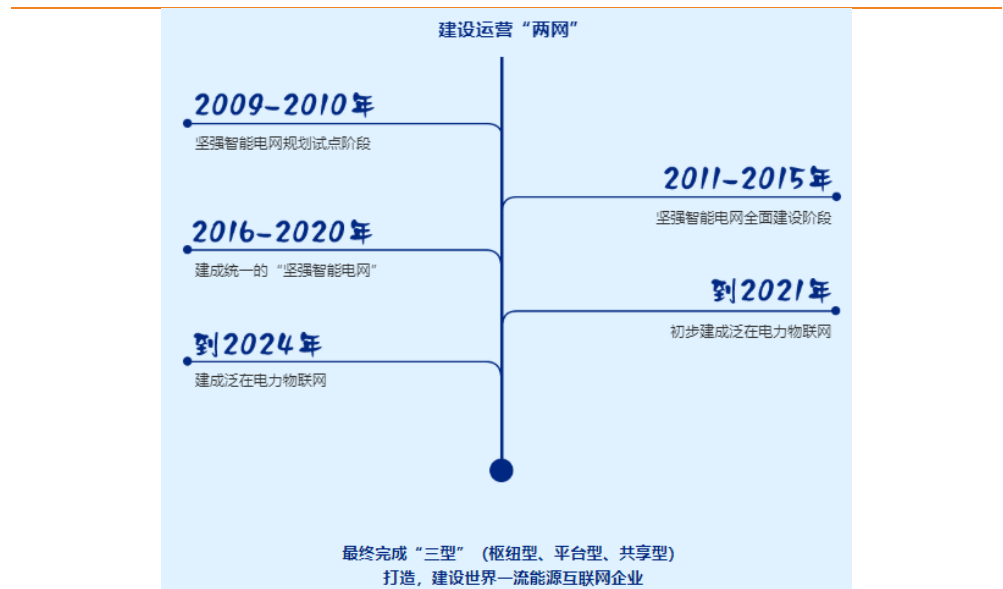 建设运营“两网”
2009-2010年
坚强智能电网规划试点阶段
2011-2015年
坚强智能电网全面建设阶段
2016-2020年
建成统一的“坚强智能电网”
到2021年
初步建成泛在电力物联网
到2024年
建成泛在电力物联网
最终完成“三型”（枢纽型、平台型、共享型）
打造，建设世界一流能源互联网企业